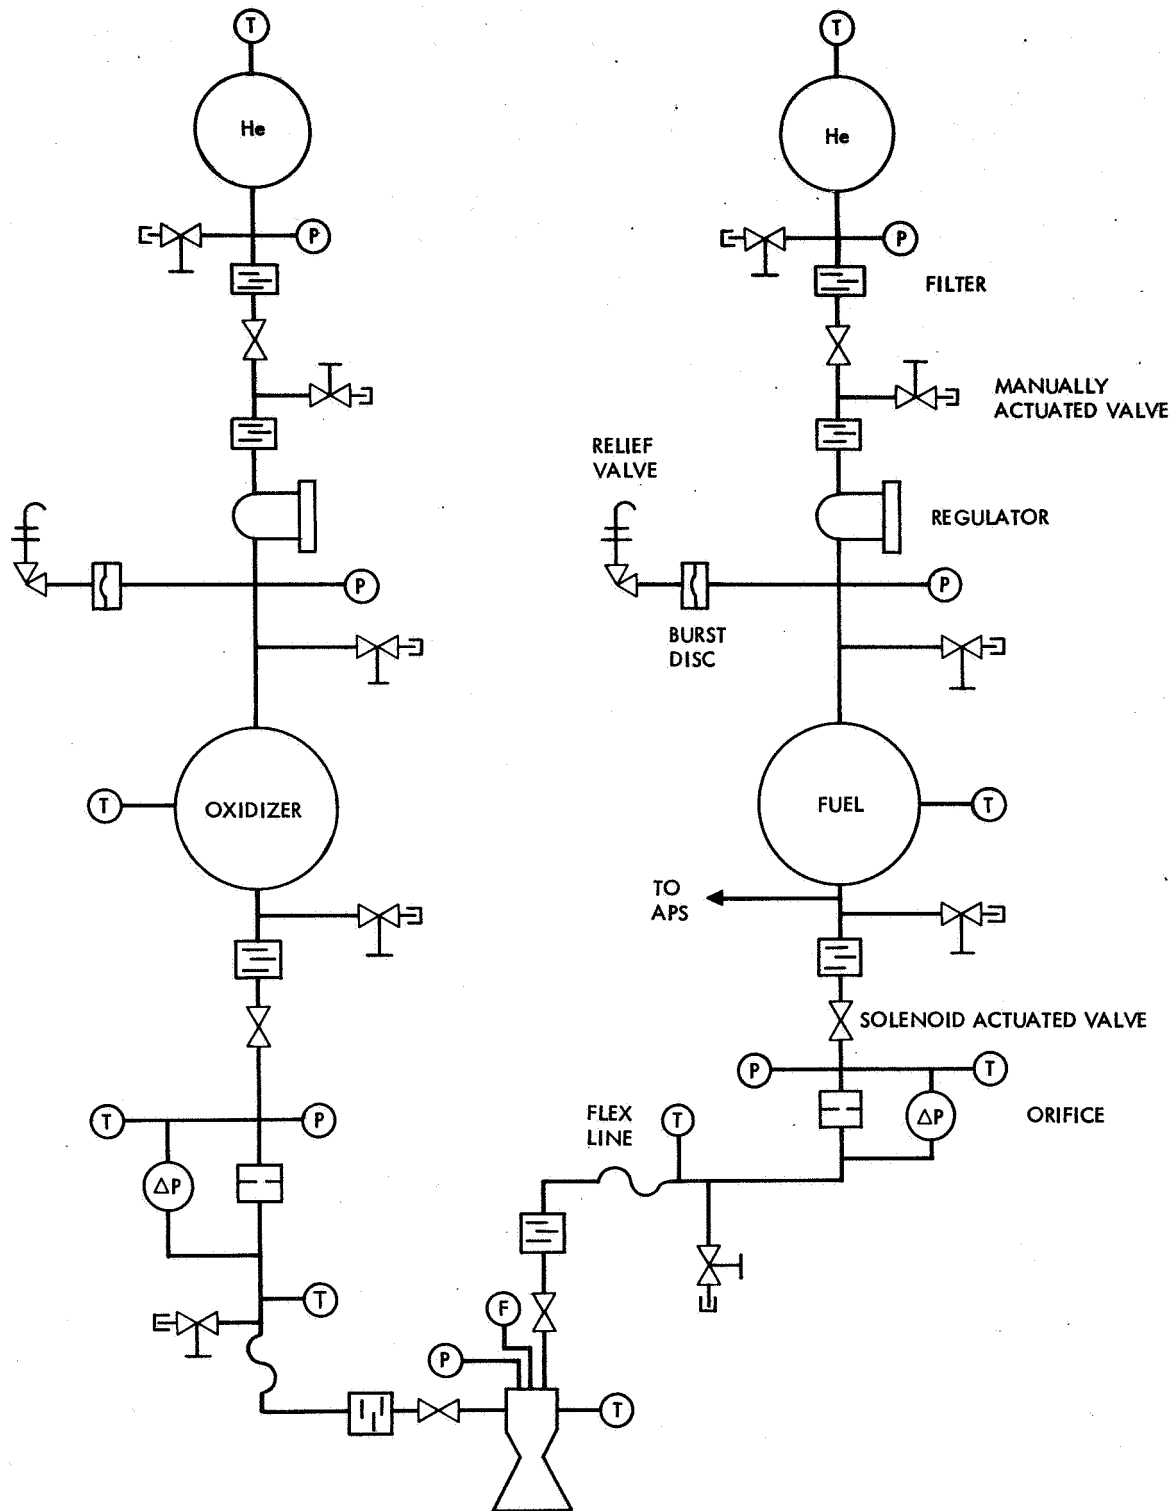 T
T
He
He
P
P
FILTER
MANUALLY
ACTUATED VALVE
RELIEF
VALVE
REGULATOR
P
P
BURST
DISC
T
OXIDIZER
FUEL
T
TO
APS
SOLENOID ACTUATED VALVE
P
T
T
P
FLEX
LINE
T
ΔP
ORIFICE
ΔP
T
F
P
T